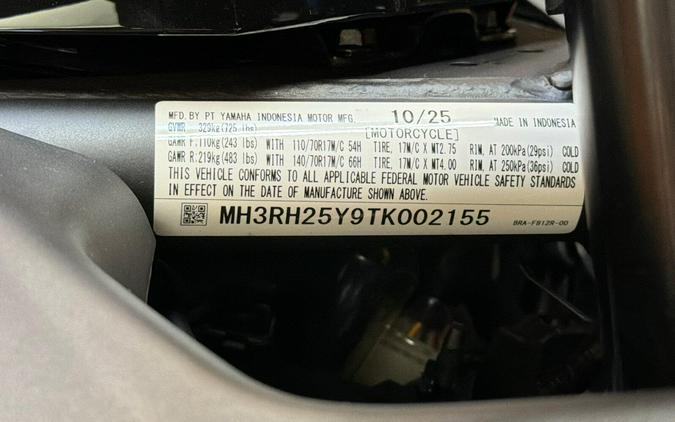 MFD. BY PT YAMAHA INDONESIA MOTOR MFG. 10/25 MADE IN INDONESIA
GVWR 329kg(725 lbs) [MOTORCYCLE]
GAWR F.110kg(243 lbs) WITH 110/70R17M/C 54H TIRE, 17M/C X MT2.75 RIM, AT 200kPa(29psi) COLD
GAWR R.219kg(483 lbs) WITH 140/70R17M/C 66H TIRE, 17M/C X MT4.00 RIM, AT 250kPa(36psi) COLD
THIS VEHICLE CONFORMS TO ALL APPLICABLE FEDERAL MOTOR VEHICLE SAFETY STANDARDS
IN EFFECT ON THE DATE OF MANUFACTURE SHOWN ABOVE.
MH3RH25Y9TK002155 BRA-F812R-00